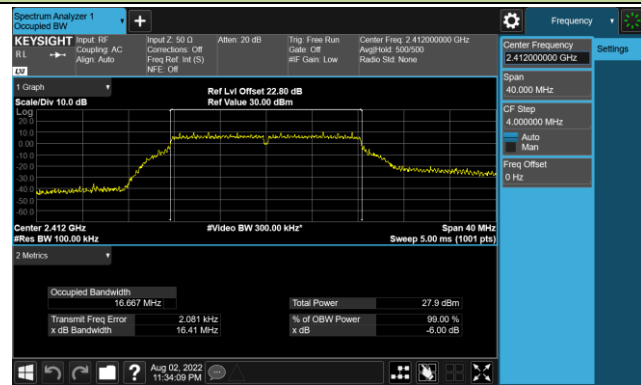 Spectrum Analyzer 1
Occupied BW
+
Frequency
KEYSIGHT
RL
LXI
Input: RF
Coupling: AC
Align: Auto
Input Z: 50 Ω
Corrections: Off
Freq Ref: Int (S)
NFE: Off
Atten: 20 dB
Trig: Free Run
Gate: Off
#IF Gain: Low
Center Freq: 2.412000000 GHz
Avg|Hold: 500/500
Radio Std: None
Center Frequency
2.412000000 GHz
Settings
Span
40.000 MHz
CF Step
4.000000 MHz
Auto
Man
Freq Offset
0 Hz
1 Graph
Scale/Div 10.0 dB
Ref Lvl Offset 22.80 dB
Ref Value 30.00 dBm
Log
20.0
10.0
0.00
-10.0
-20.0
-30.0
-40.0
-50.0
-60.0
Center 2.412 GHz
#Video BW 300.00 kHz*
Span 40 MHz
#Res BW 100.00 kHz
Sweep 5.00 ms (1001 pts)
2 Metrics
Occupied Bandwidth
16.667 MHz
Total Power 27.9 dBm
Transmit Freq Error 2.081 kHz
% of OBW Power 99.00 %
x dB Bandwidth 16.41 MHz
x dB -6.00 dB
?
Aug 02, 2022
11:34:09 PM